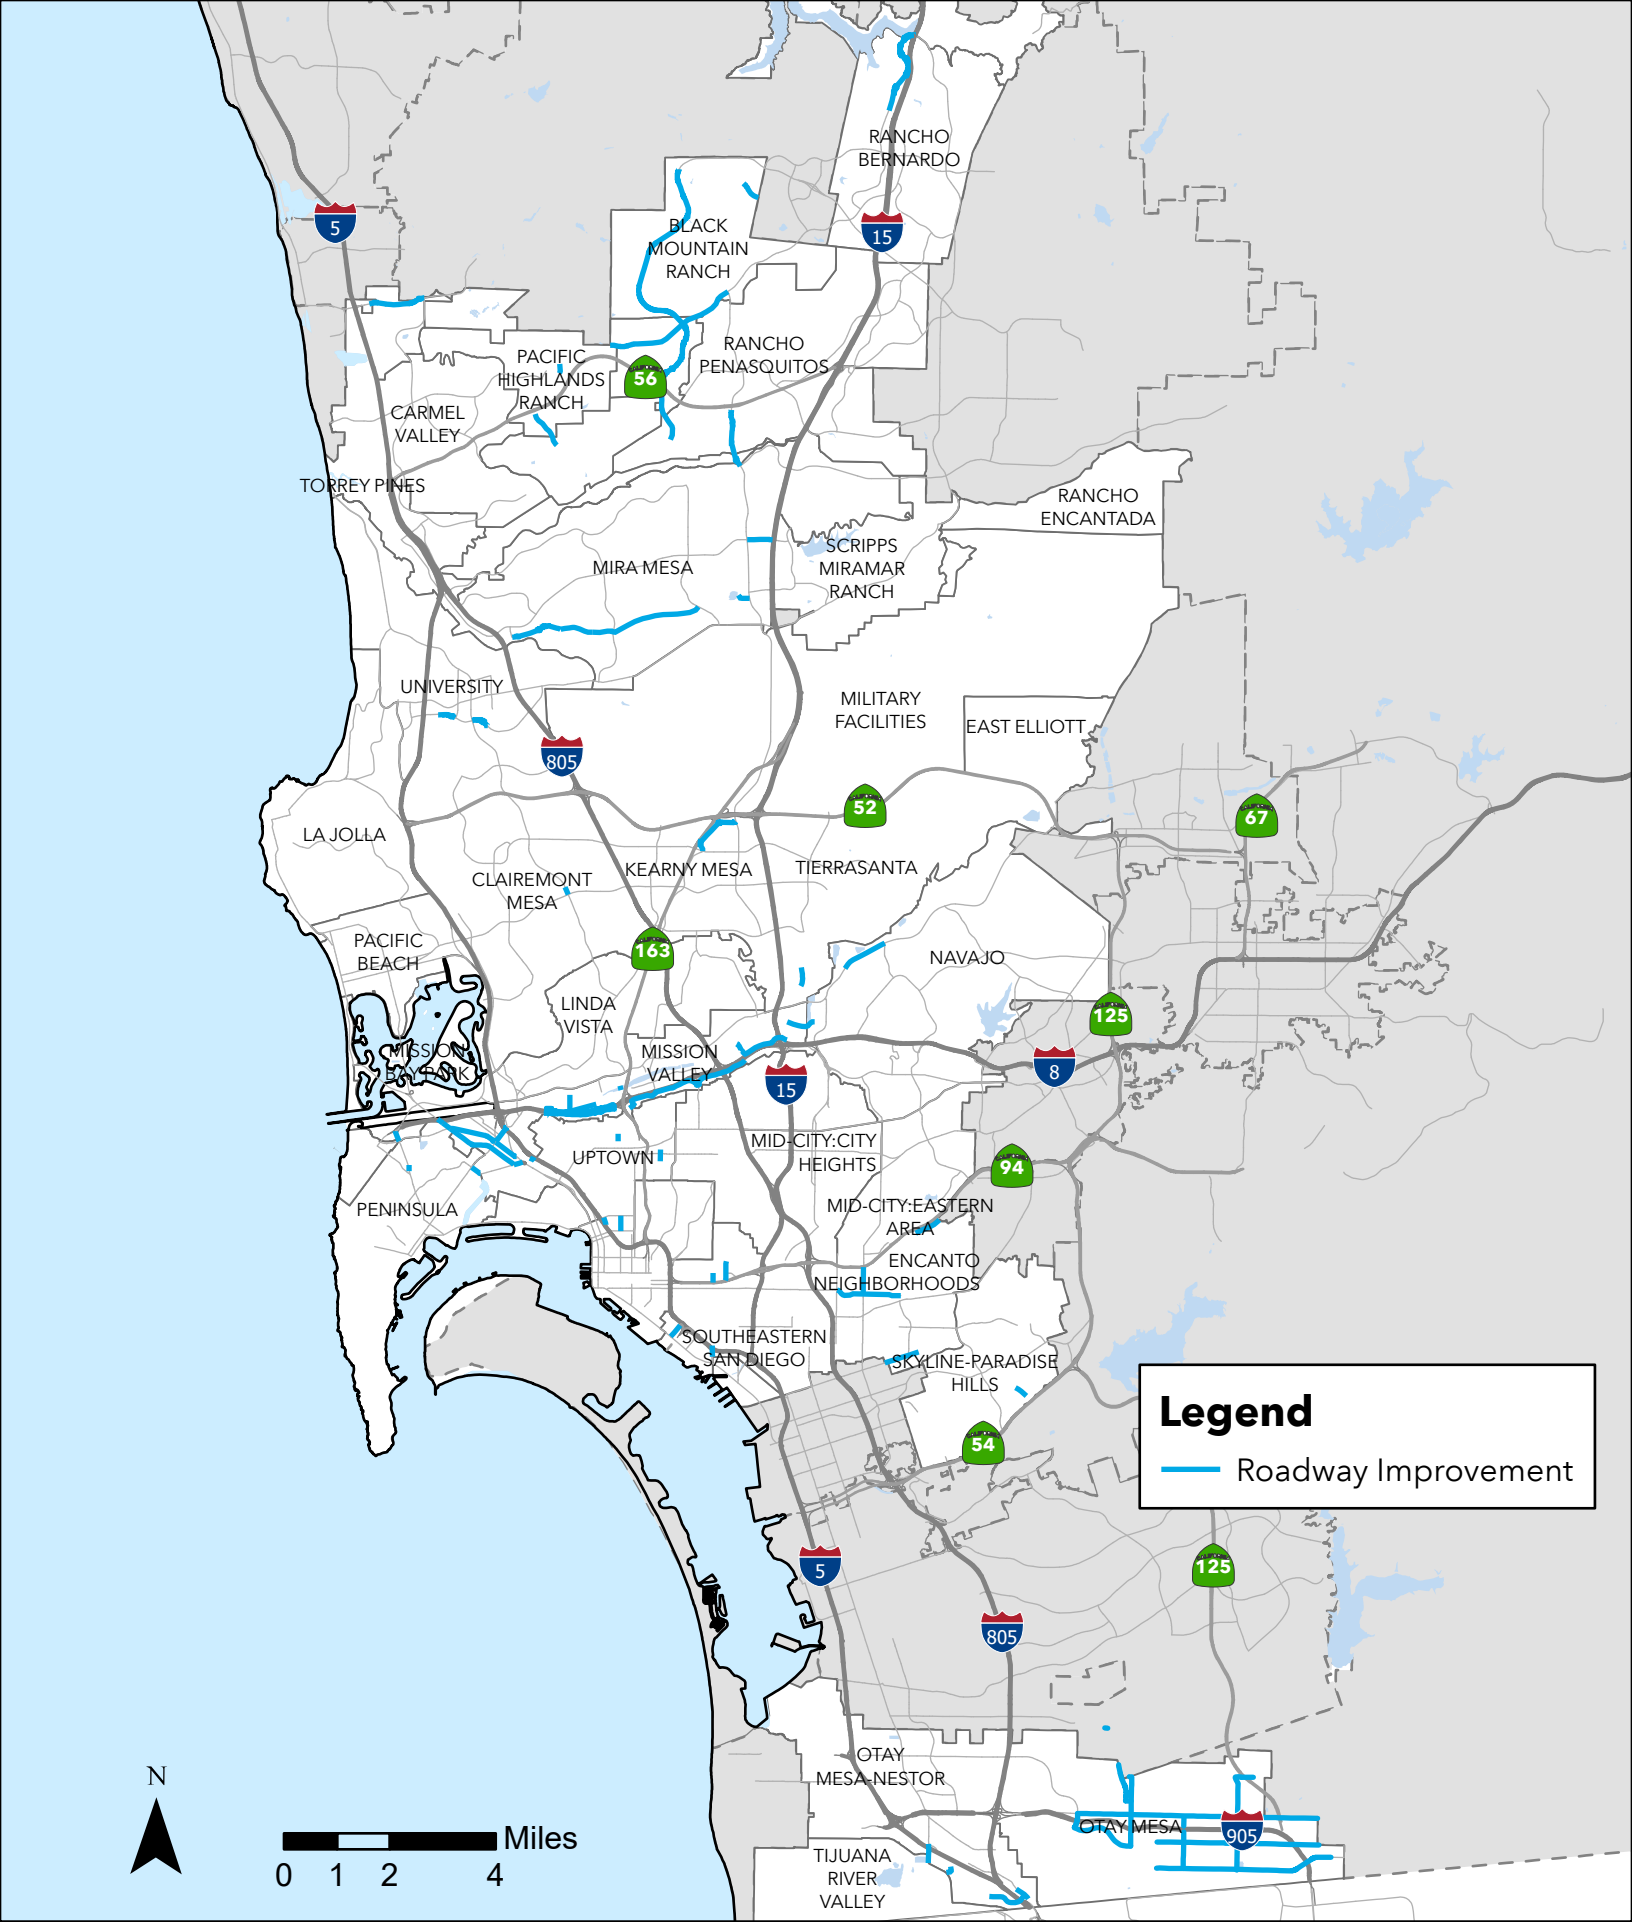 RANCHO
BERNARDO
5
15
BLACK
MOUNTAIN
RANCH
RANCHO
PENASQUITOS
PACIFIC
HIGHLANDS
RANCH
56
CARMEL
VALLEY
TORREY PINES
RANCHO
ENCANTADA
SCRIPPS
MIRAMAR
RANCH
MIRA MESA
UNIVERSITY
MILITARY
FACILITIES
EAST ELLIOTT
805
52
67
LA JOLLA
KEARNY MESA
TIERRASANTA
CLAIREMONT
MESA
PACIFIC
BEACH
163
NAVAJO
LINDA
VISTA
125
MISSION
BAY PARK
MISSION
VALLEY
8
15
MID-CITY:CITY
HEIGHTS
UPTOWN
94
PENINSULA
MID-CITY:EASTERN
AREA
ENCANTO
NEIGHBORHOODS
SOUTHEASTERN
SAN DIEGO
SKYLINE-PARADISE
HILLS
54
Legend
Roadway Improvement
5
125
805
OTAY
MESA-NESTOR
OTAY MESA
905
TIJUANA
RIVER
VALLEY
N
Miles
0 1 2 4